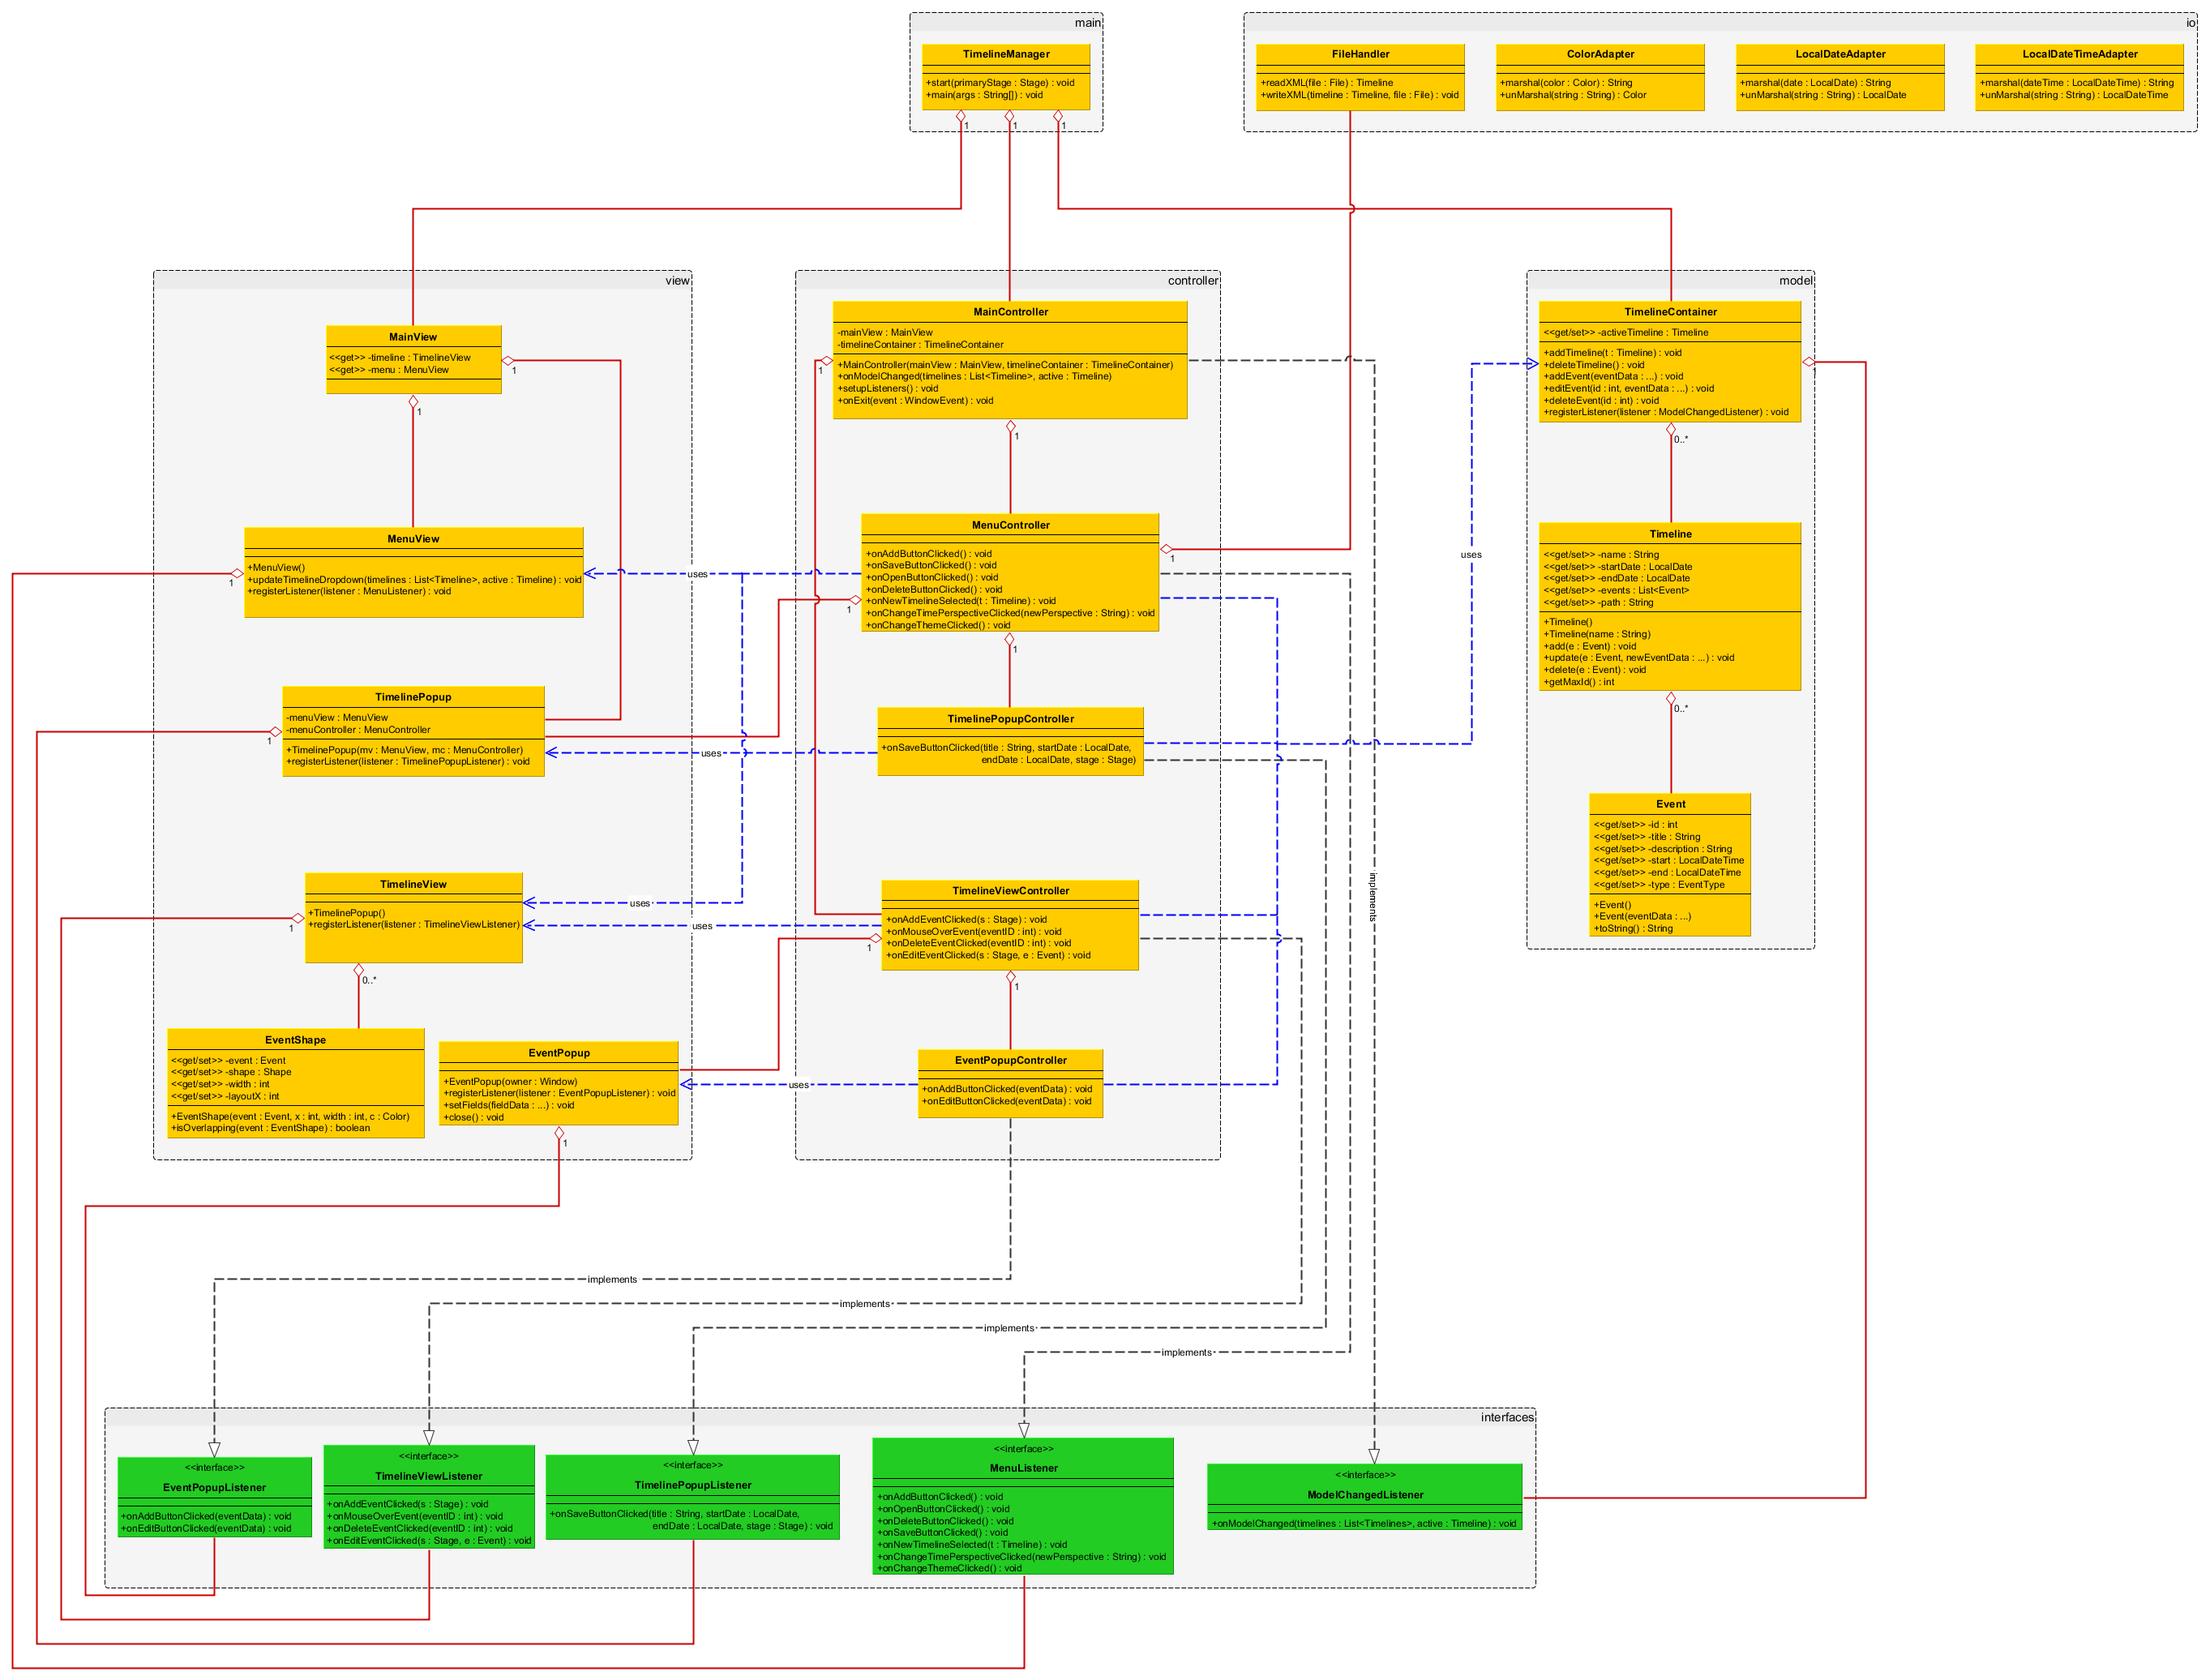 main
TimelineManager
+start(primaryStage : Stage) : void
+main(args : String[]) : void
1
1
1
io
FileHandler
+readXML(file : File) : Timeline
+writeXML(timeline : Timeline, file : File) : void
ColorAdapter
+marshal(color : Color) : String
+unMarshal(string : String) : Color
LocalDateAdapter
+marshal(date : LocalDate) : String
+unMarshal(string : String) : LocalDate
LocalDateTimeAdapter
+marshal(dateTime : LocalDateTime) : String
+unMarshal(string : String) : LocalDateTime
view
MainView
<<get>> -timeline : TimelineView
<<get>> -menu : MenuView
1
1
MenuView
+MenuView()
+updateTimelineDropdown(timelines : List<Timeline>, active : Timeline) : void
+registerListener(listener : MenuListener) : void
1
TimelinePopup
-menuView : MenuView
-menuController : MenuController
+TimelinePopup(mv : MenuView, mc : MenuController)
+registerListener(listener : TimelinePopupListener) : void
1
TimelineView
+TimelinePopup()
+registerListener(listener : TimelineViewListener)
1
0..*
EventShape
<<get/set>> -event : Event
<<get/set>> -shape : Shape
<<get/set>> -width : int
<<get/set>> -layoutX : int
+EventShape(event : Event, x : int, width : int, c : Color)
+isOverlapping(event : EventShape) : boolean
EventPopup
+EventPopup(owner : Window)
+registerListener(listener : EventPopupListener) : void
+setFields(fieldData : ...) : void
+close() : void
1
uses
uses
uses
uses
uses
controller
MainController
-mainView : MainView
-timelineContainer : TimelineContainer
+MainController(mainView : MainView, timelineContainer : TimelineContainer)
+onModelChanged(timelines : List<Timeline>, active : Timeline)
+setupListeners() : void
+onExit(event : WindowEvent) : void
1
1
MenuController
+onAddButtonClicked() : void
+onSaveButtonClicked() : void
+onOpenButtonClicked() : void
+onDeleteButtonClicked() : void
+onNewTimelineSelected(t : Timeline) : void
+onChangeTimePerspectiveClicked(newPerspective : String) : void
+onChangeThemeClicked() : void
1
1
1
TimelinePopupController
+onSaveButtonClicked(title : String, startDate : LocalDate,
endDate : LocalDate, stage : Stage)
TimelineViewController
+onAddEventClicked(s : Stage) : void
+onMouseOverEvent(eventID : int) : void
+onDeleteEventClicked(eventID : int) : void
+onEditEventClicked(s : Stage, e : Event) : void
1
1
EventPopupController
+onAddButtonClicked(eventData) : void
+onEditButtonClicked(eventData) : void
uses
implements
model
TimelineContainer
<<get/set>> -activeTimeline : Timeline
+addTimeline(t : Timeline) : void
+deleteTimeline() : void
+addEvent(eventData : ...) : void
+editEvent(id : int, eventData : ...) : void
+deleteEvent(id : int) : void
+registerListener(listener : ModelChangedListener) : void
1
0..*
Timeline
<<get/set>> -name : String
<<get/set>> -startDate : LocalDate
<<get/set>> -endDate : LocalDate
<<get/set>> -events : List<Event>
<<get/set>> -path : String
+Timeline()
+Timeline(name : String)
+add(e : Event) : void
+update(e : Event, newEventData : ...) : void
+delete(e : Event) : void
+getMaxId() : int
0..*
Event
<<get/set>> -id : int
<<get/set>> -title : String
<<get/set>> -description : String
<<get/set>> -start : LocalDateTime
<<get/set>> -end : LocalDateTime
<<get/set>> -type : EventType
+Event()
+Event(eventData : ...)
+toString() : String
implements
implements
implements
implements
interfaces
<<interface>>
EventPopupListener
+onAddButtonClicked(eventData) : void
+onEditButtonClicked(eventData) : void
<<interface>>
TimelineViewListener
+onAddEventClicked(s : Stage) : void
+onMouseOverEvent(eventID : int) : void
+onDeleteEventClicked(eventID : int) : void
+onEditEventClicked(s : Stage, e : Event) : void
<<interface>>
TimelinePopupListener
+onSaveButtonClicked(title : String, startDate : LocalDate,
endDate : LocalDate, stage : Stage) : void
<<interface>>
MenuListener
+onAddButtonClicked() : void
+onOpenButtonClicked() : void
+onDeleteButtonClicked() : void
+onSaveButtonClicked() : void
+onNewTimelineSelected(t : Timeline) : void
+onChangeTimePerspectiveClicked(newPerspective : String) : void
+onChangeThemeClicked() : void
<<interface>>
ModelChangedListener
+onModelChanged(timelines : List<Timelines>, active : Timeline) : void